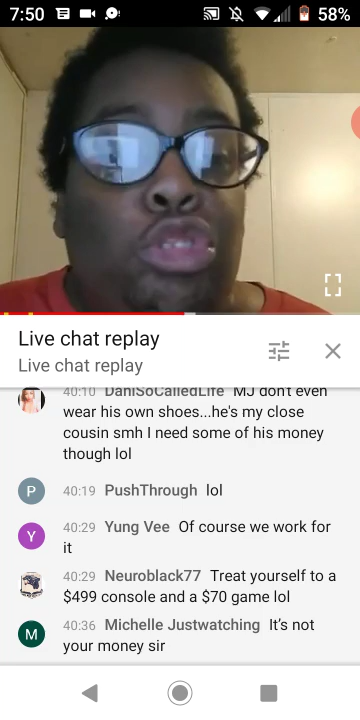 7:50 58%
Live chat replay
Live chat replay
40:10 DaniSoCalledLife MJ don't even
wear his own shoes...he's my close
cousin smh I need some of his money
though lol
P 40:19 PushThrough lol
Y 40:29 Yung Vee Of course we work for
it
40:29 Neuroblack77 Treat yourself to a
$499 console and a $70 game lol
M 40:36 Michelle Justwatching It's not
your money sir